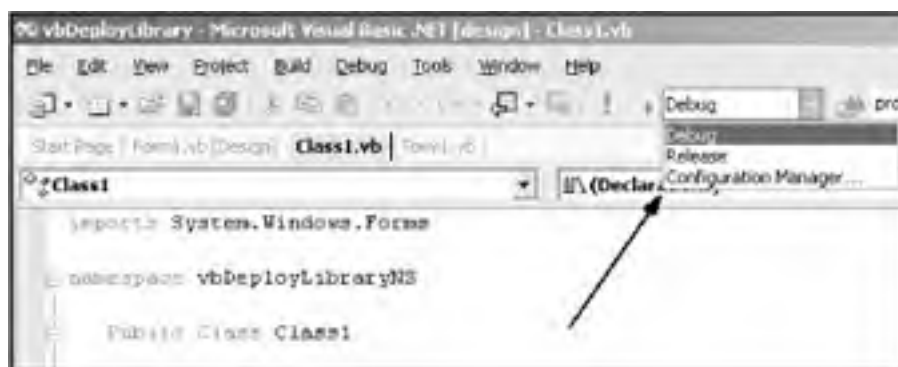 vbDeployLibrary - Microsoft Visual Basic .NET [design] - Class1.vb
File Edit View Project Build Debug Tools Window Help
Debug
pro
Debug
Release
Configuration Manager...
Start Page Form1.vb [Design] Class1.vb Form1.vb
Class1
(Declar
imports System.Windows.Forms
namespace vbDeployLibraryNS
Public Class Class1